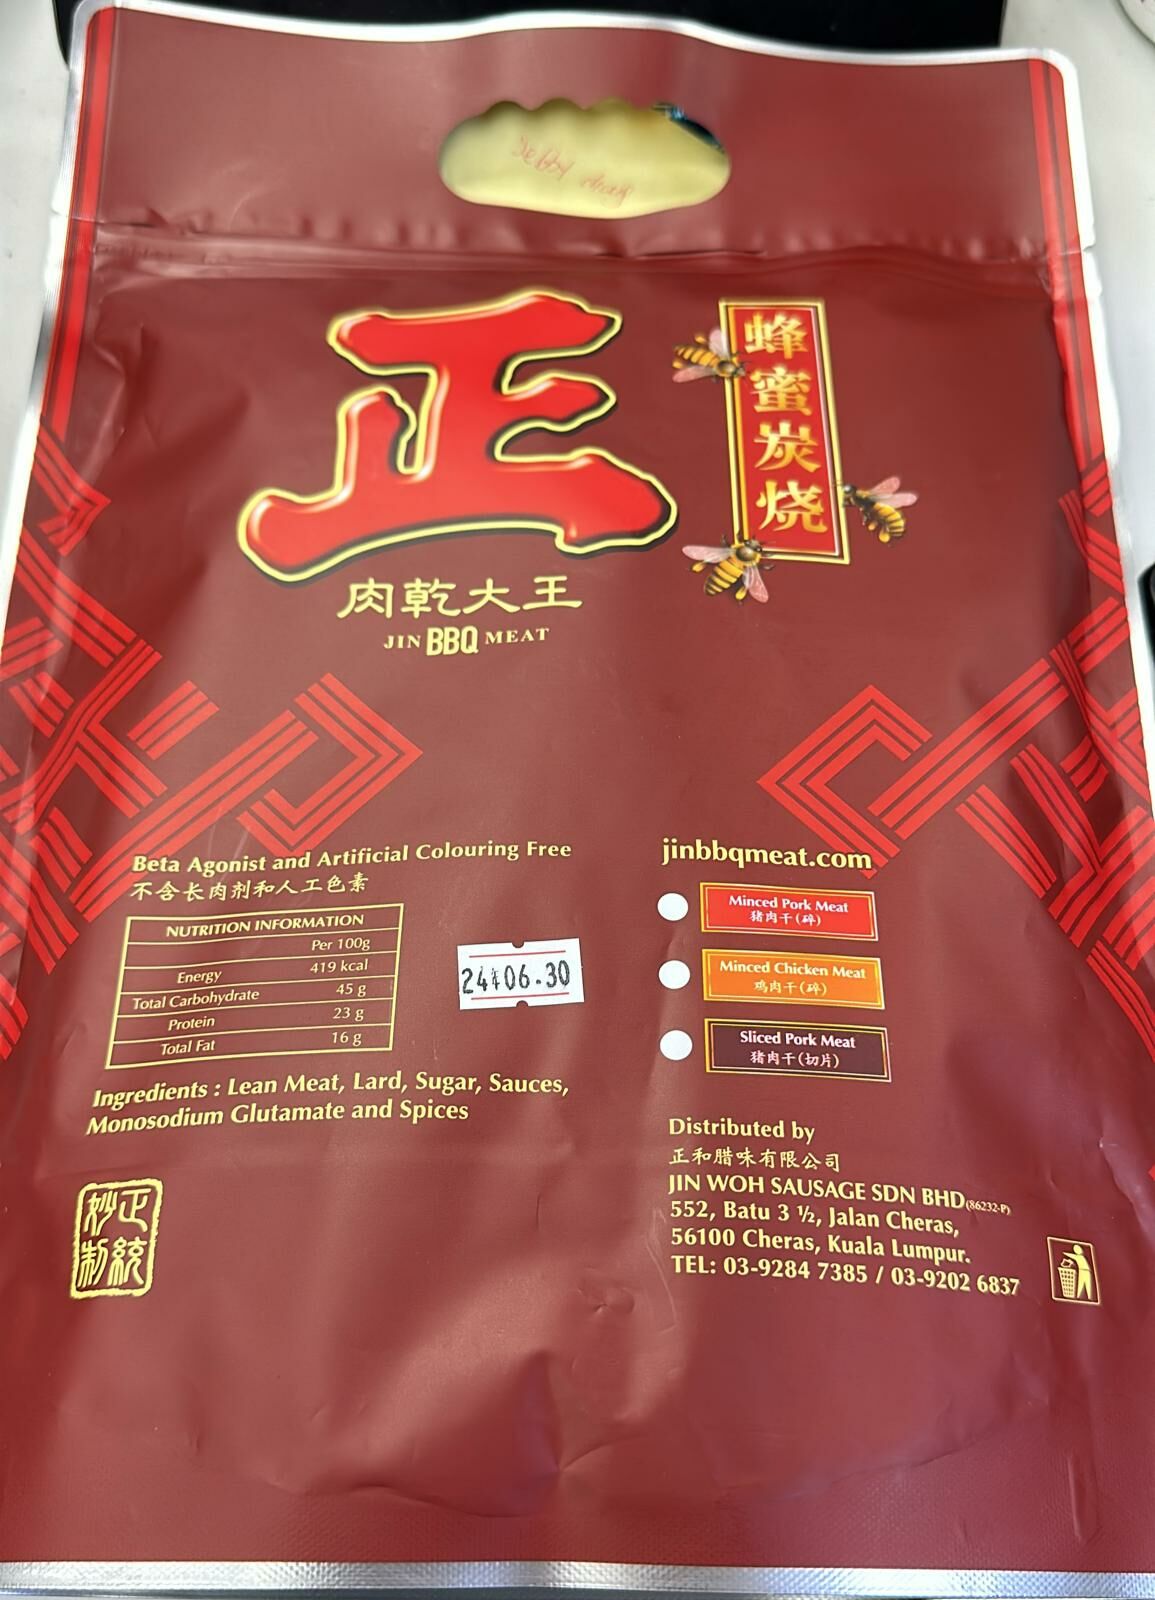 正
蜂蜜炭烧
肉乾大王
JIN BBQ MEAT
Beta Agonist and Artificial Colouring Free
不含长肉剂和人工色素
NUTRITION INFORMATION
Per 100g
Energy 419 kcal
Total Carbohydrate 45 g
Protein 23 g
Total Fat 16 g
24 06.30
Ingredients : Lean Meat, Lard, Sugar, Sauces,
Monosodium Glutamate and Spices
正統
妙制
jinbbqmeat.com
Minced Pork Meat
猪肉干(碎)
Minced Chicken Meat
鸡肉干(碎)
Sliced Pork Meat
猪肉干(切片)
Distributed by
正和腊味有限公司
JIN WOH SAUSAGE SDN BHD(86232-P)
552, Batu 3 ½, Jalan Cheras,
56100 Cheras, Kuala Lumpur.
TEL: 03-9284 7385 / 03-9202 6837